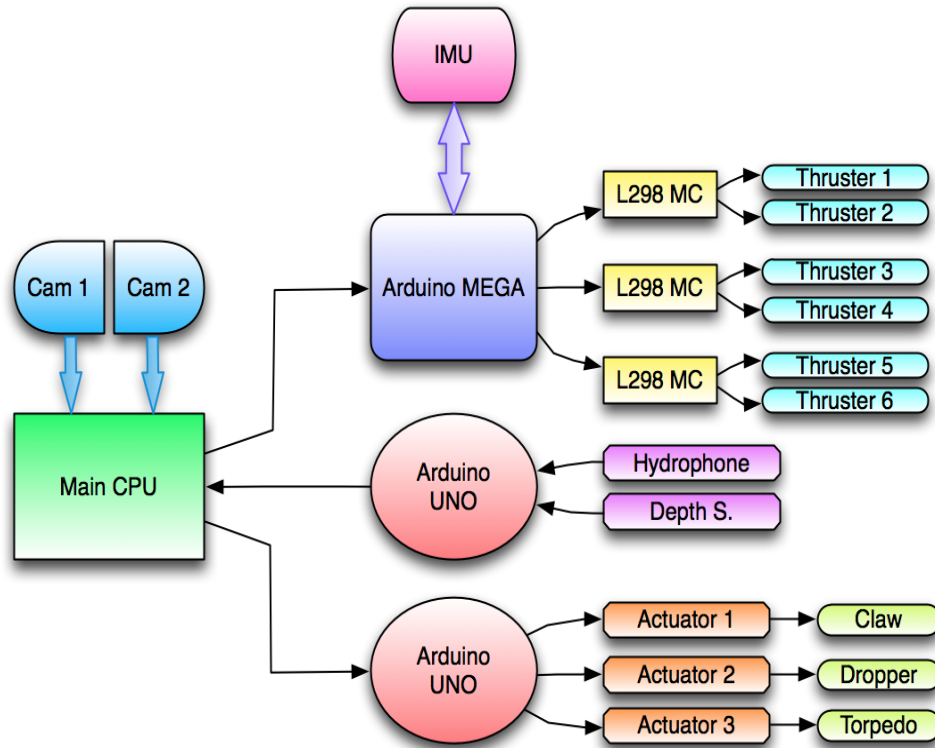 IMU
L298 MC
Thruster 1
Thruster 2
Cam 1
Cam 2
Arduino MEGA
L298 MC
Thruster 3
Thruster 4
L298 MC
Thruster 5
Thruster 6
Main CPU
Arduino
UNO
Hydrophone
Depth S.
Arduino
UNO
Actuator 1
Claw
Actuator 2
Dropper
Actuator 3
Torpedo